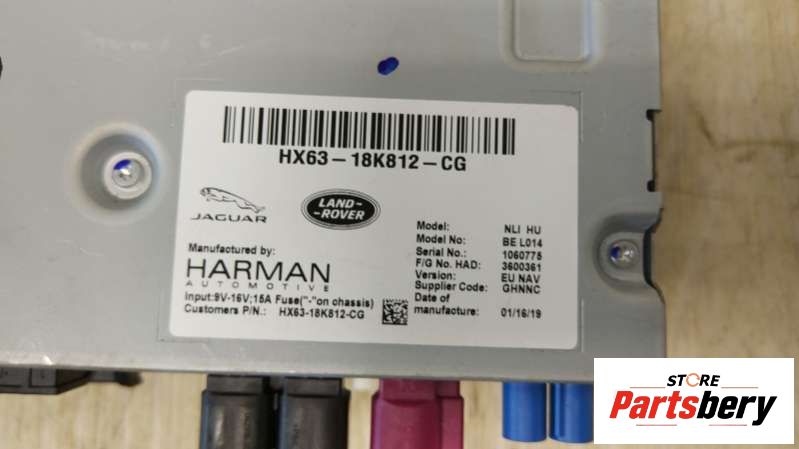 HX63-18K812-CG
JAGUAR
LAND-
-ROVER
Manufactured by:
HARMAN
AUTOMOTIVE
Input:9V-16V;15A Fuse("-"on chassis)
Customers P/N.: HX63-18K812-CG
Model: NLI HU
Model No: BE L014
Serial No.: 1060775
F/G No. HAD: 3600361
Version: EU NAV
Supplier Code: GHNNC
Date of
manufacture: 01/16/19
STORE
Partsbery